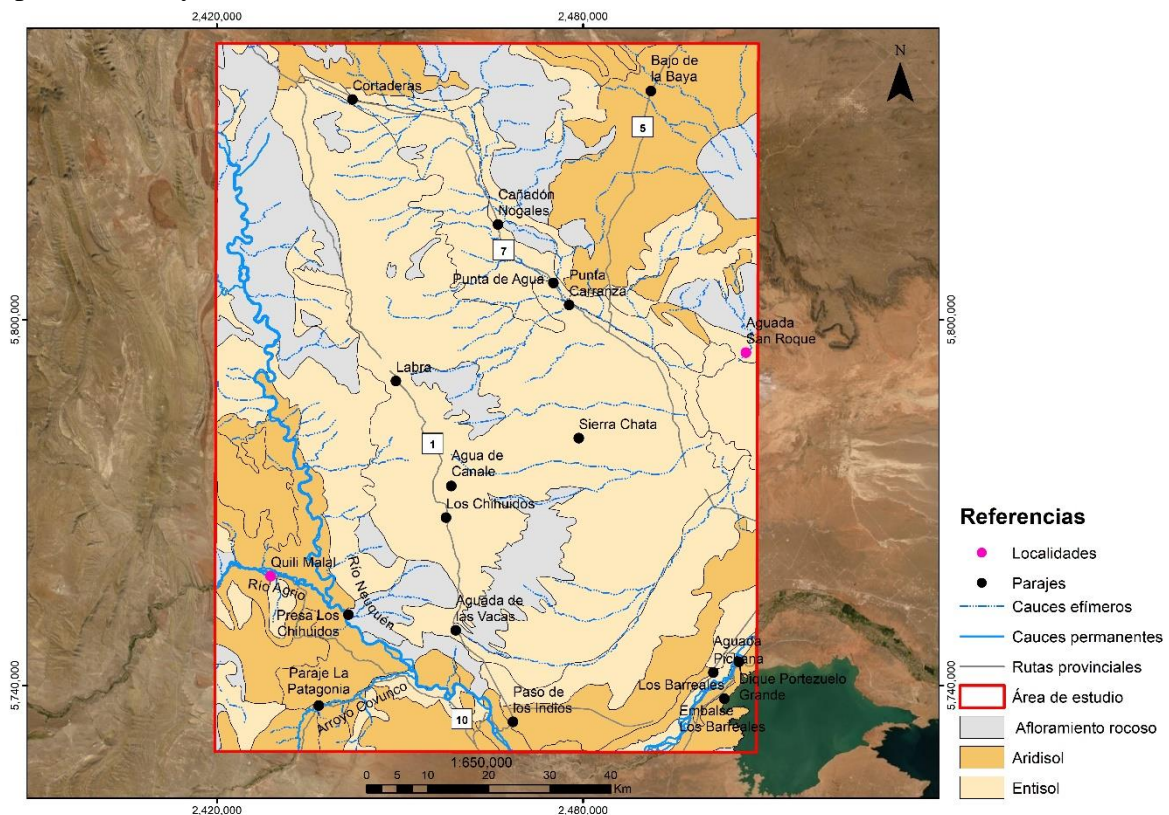 2,420,000
2,480,000
N
Cortaderas
Bajo de
la Baya
5
Cañadón
Nogales
7
Punta de Agua
Punta
Carranza
5,800,000
5,800,000
Aguada
San Roque
Labra
1
Sierra Chata
Agua de
Canale
Los Chihuidos
Quili Malal
Río Agrio
Río Neuquén
Presa Los
Chihuidos
Aguada de
las Vacas
Aguada
Pichana
Los Barreales
Dique Portezuelo
Grande
Paraje La
Patagonia
Arroyo Covunco
10
Paso de
los Indios
Embalse
Los Barreales
5,740,000
5,740,000
1:650,000
0 5 10 20 30 40
Km
2,420,000
2,480,000
Referencias
Localidades
Parajes
Cauces efímeros
Cauces permanentes
Rutas provinciales
Área de estudio
Afloramiento rocoso
Aridisol
Entisol